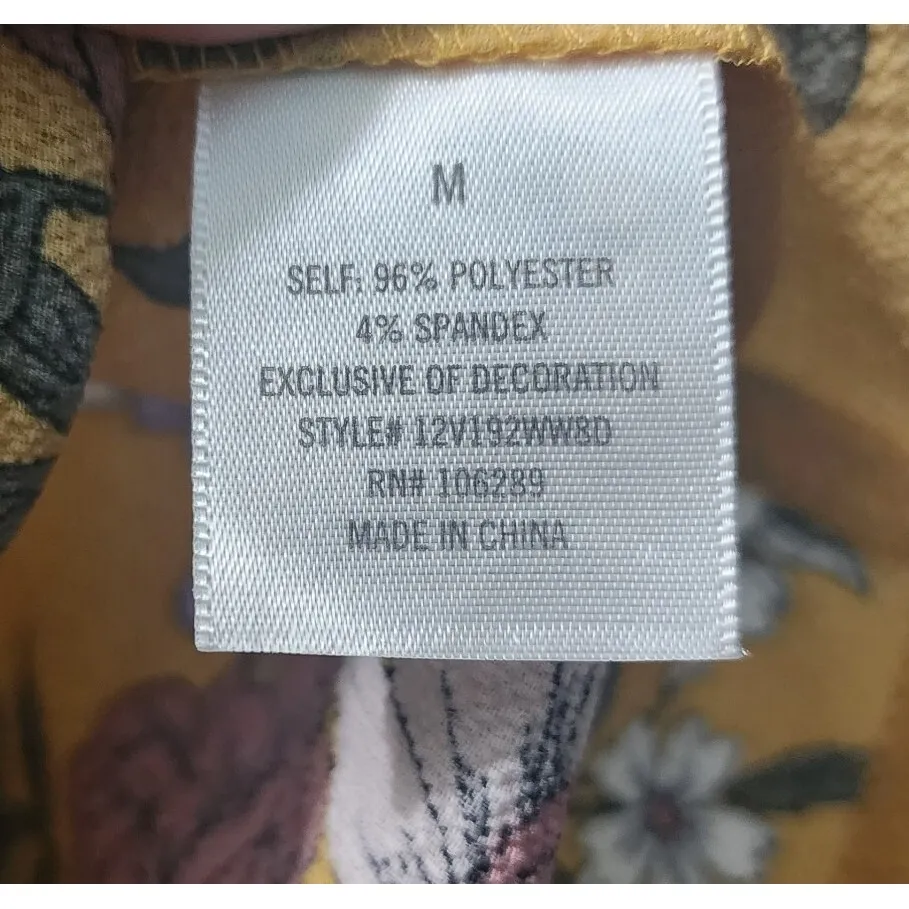 M
SELF: 96% POLYESTER
4% SPANDEX
EXCLUSIVE OF DECORATION
STYLE# 12V192WW8D
RN# 106289
MADE IN CHINA